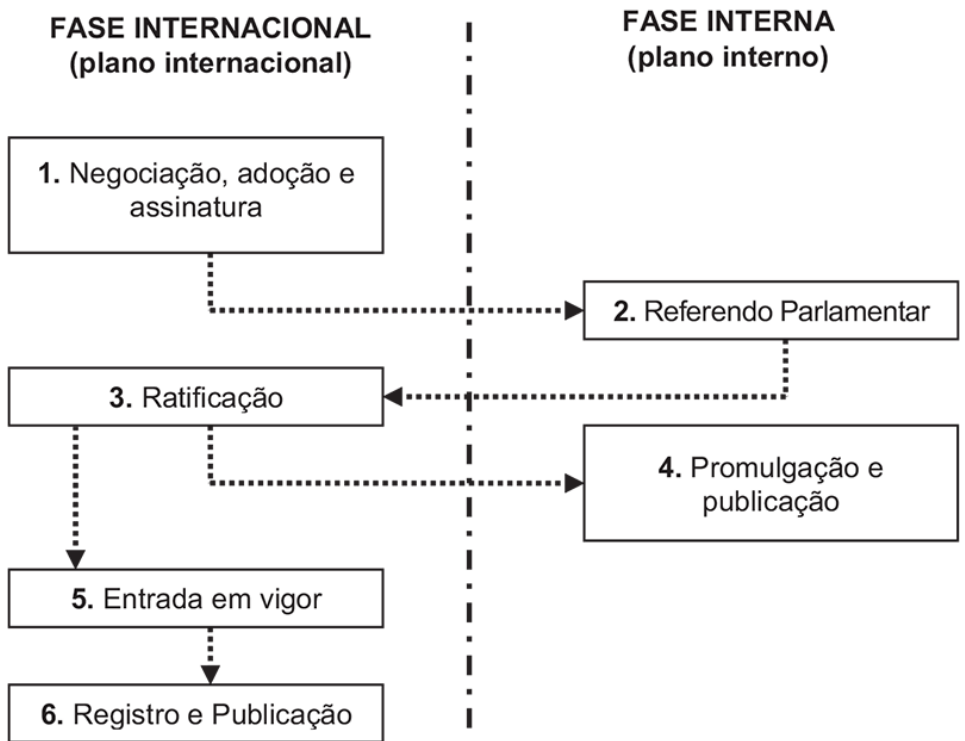 FASE INTERNACIONAL
(plano internacional)
FASE INTERNA
(plano interno)
1. Negociação, adoção e
assinatura
2. Referendo Parlamentar
3. Ratificação
4. Promulgação e
publicação
5. Entrada em vigor
6. Registro e Publicação